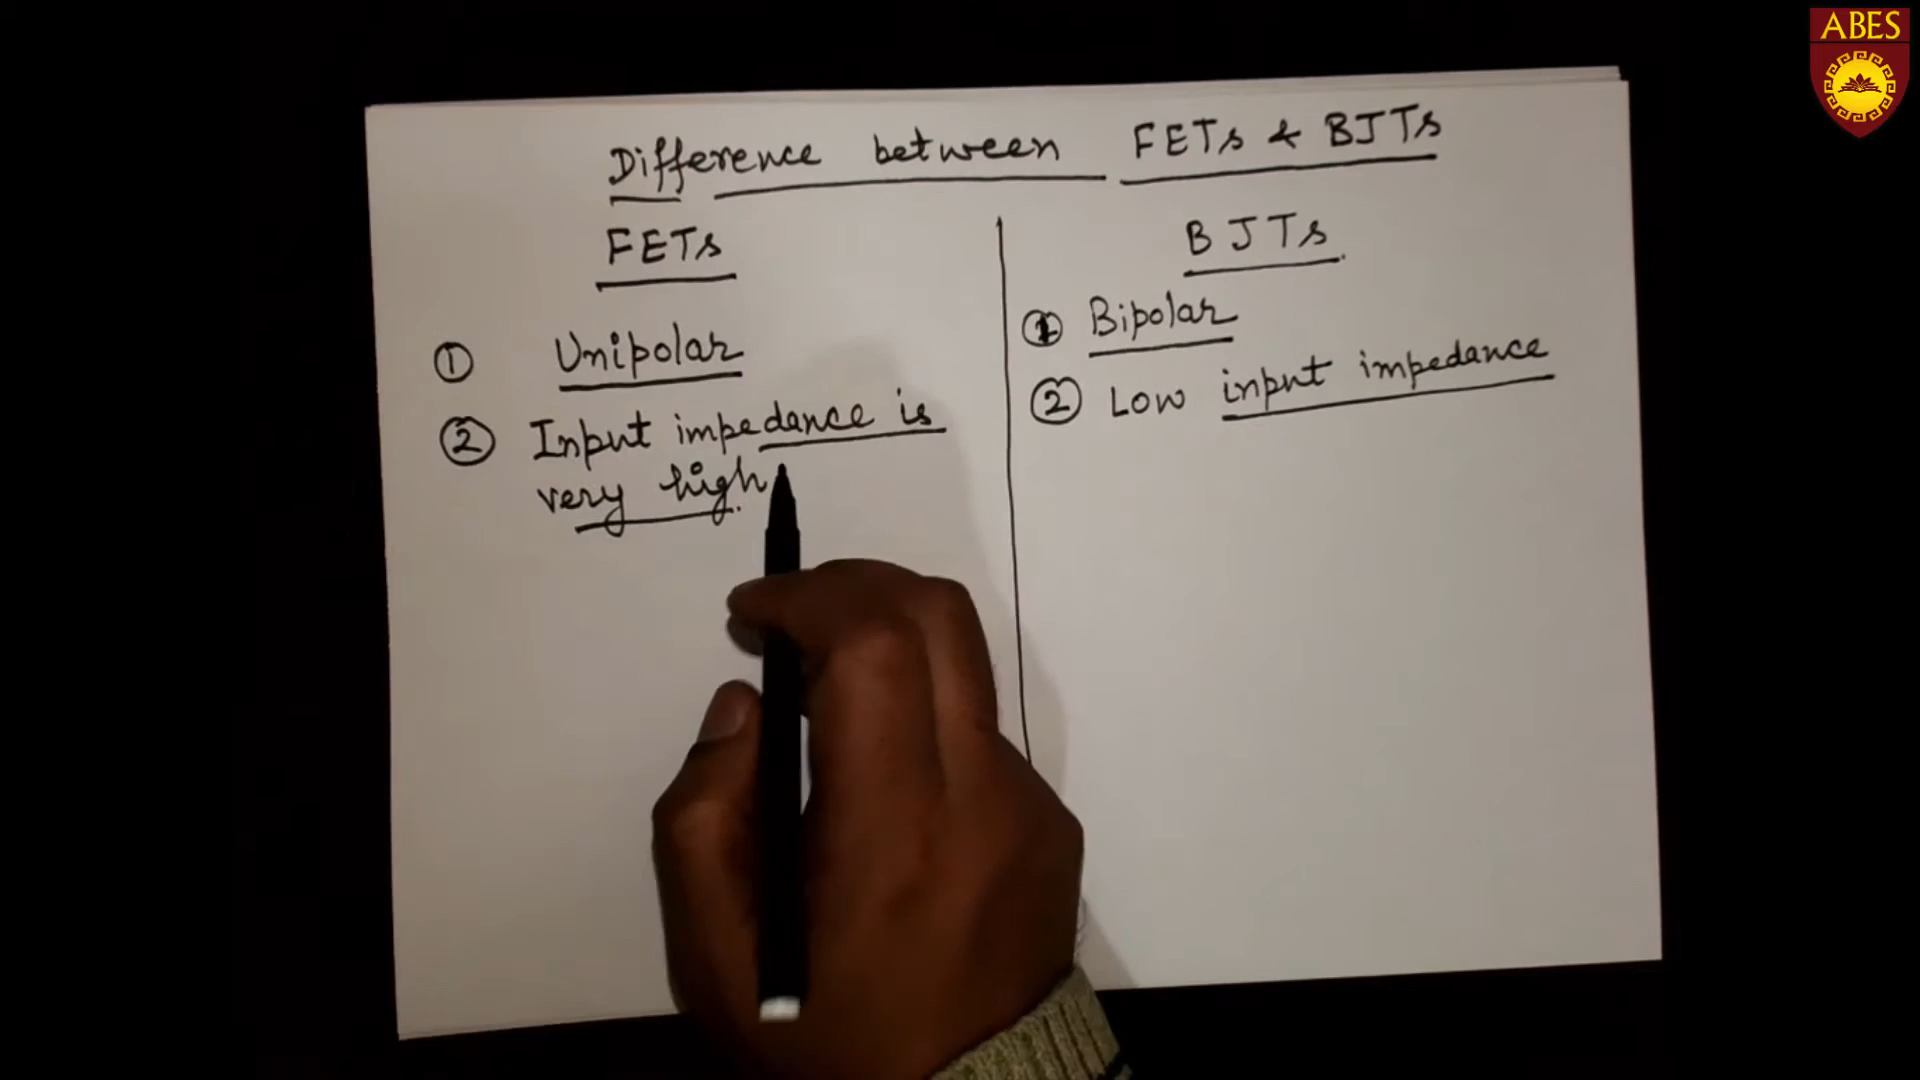 ABES
Difference between FETs & BJTs
FETs
① Unipolar
② Input impedance is
very high.
BJTs.
① Bipolar
② Low input impedance